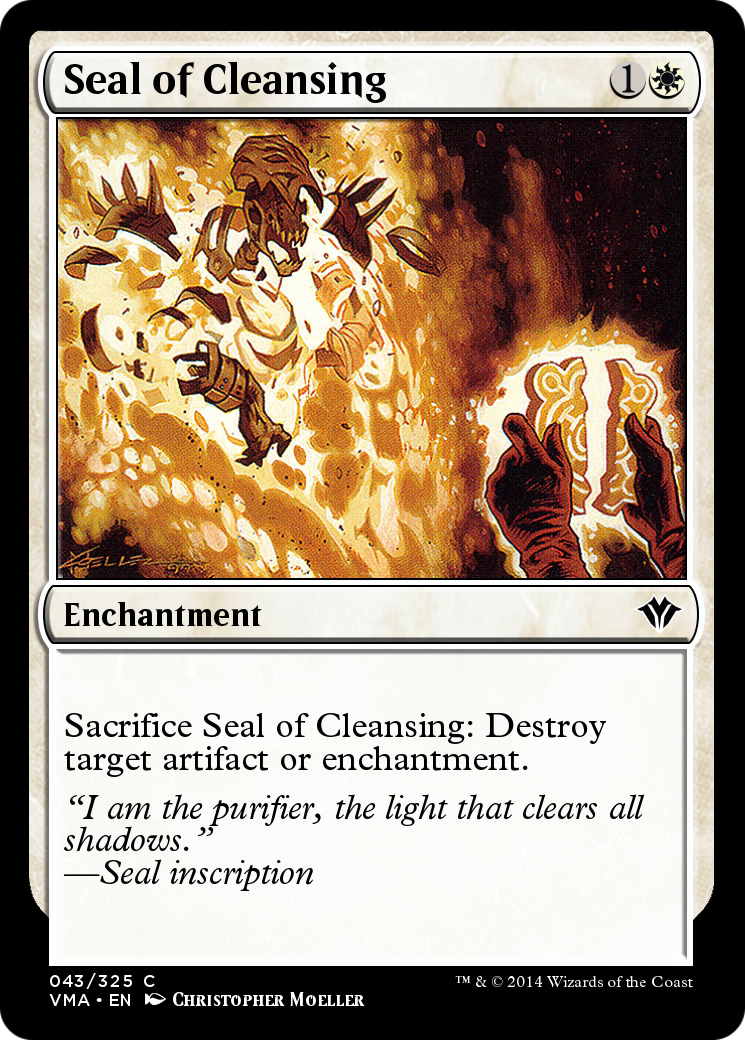 Seal of Cleansing 1
Enchantment
Sacrifice Seal of Cleansing: Destroy
target artifact or enchantment.
“I am the purifier, the light that clears all
shadows.”
—Seal inscription
043/325 C
VMA • EN Christopher Moeller
™ & © 2014 Wizards of the Coast